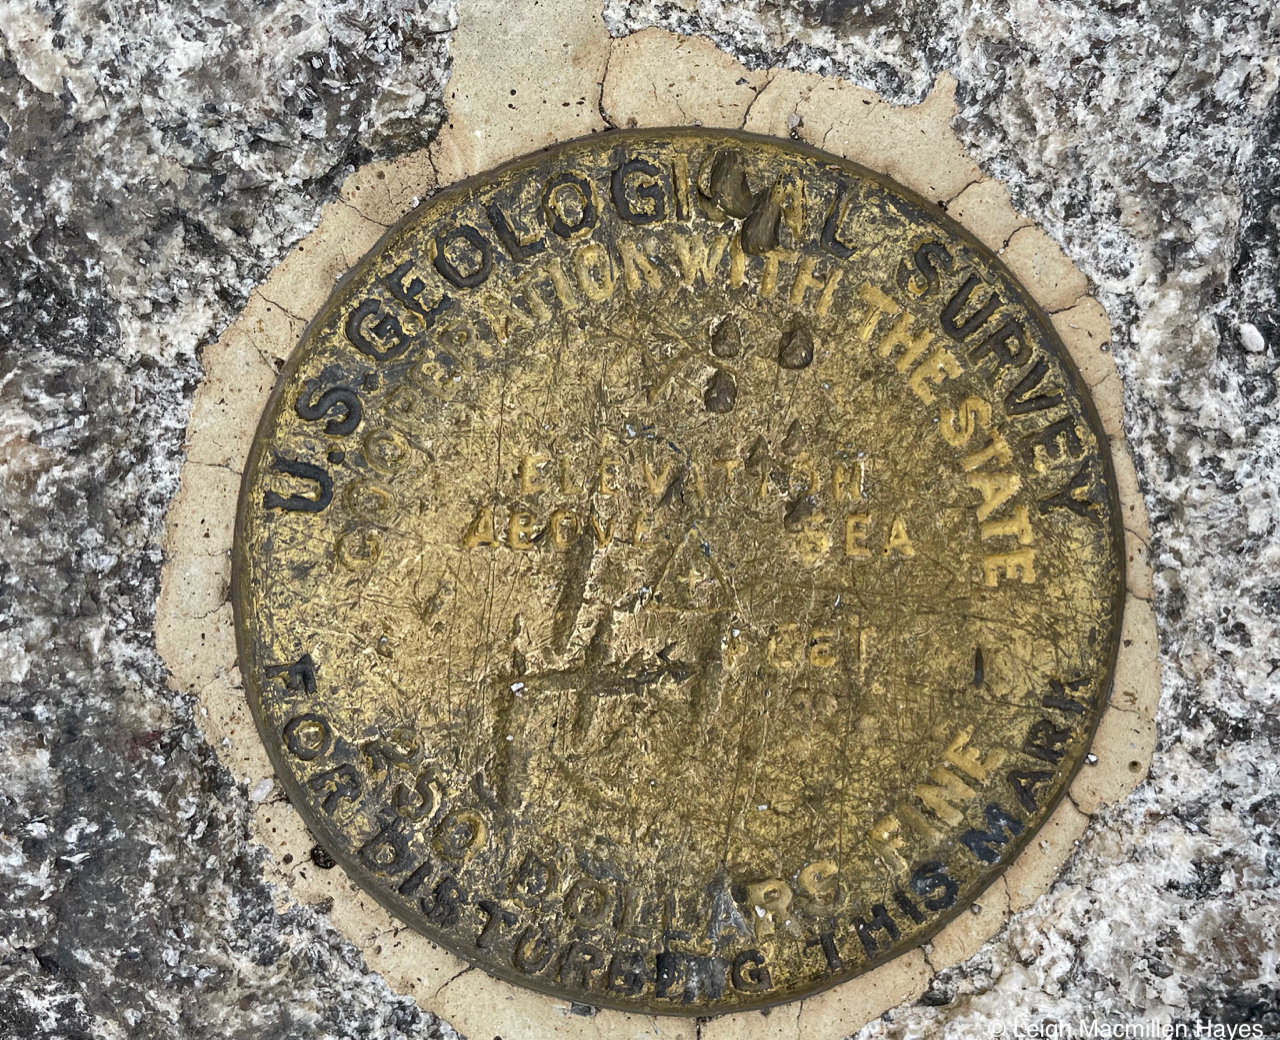 U.S. GEOLOGICAL SURVEY
COOPERATION WITH THE STATE
ELEVATION
ABOVE SEA
FEET
250 DOLLARS FINE
FOR DISTURBING THIS MARK
© Leigh Macmillen Hayes